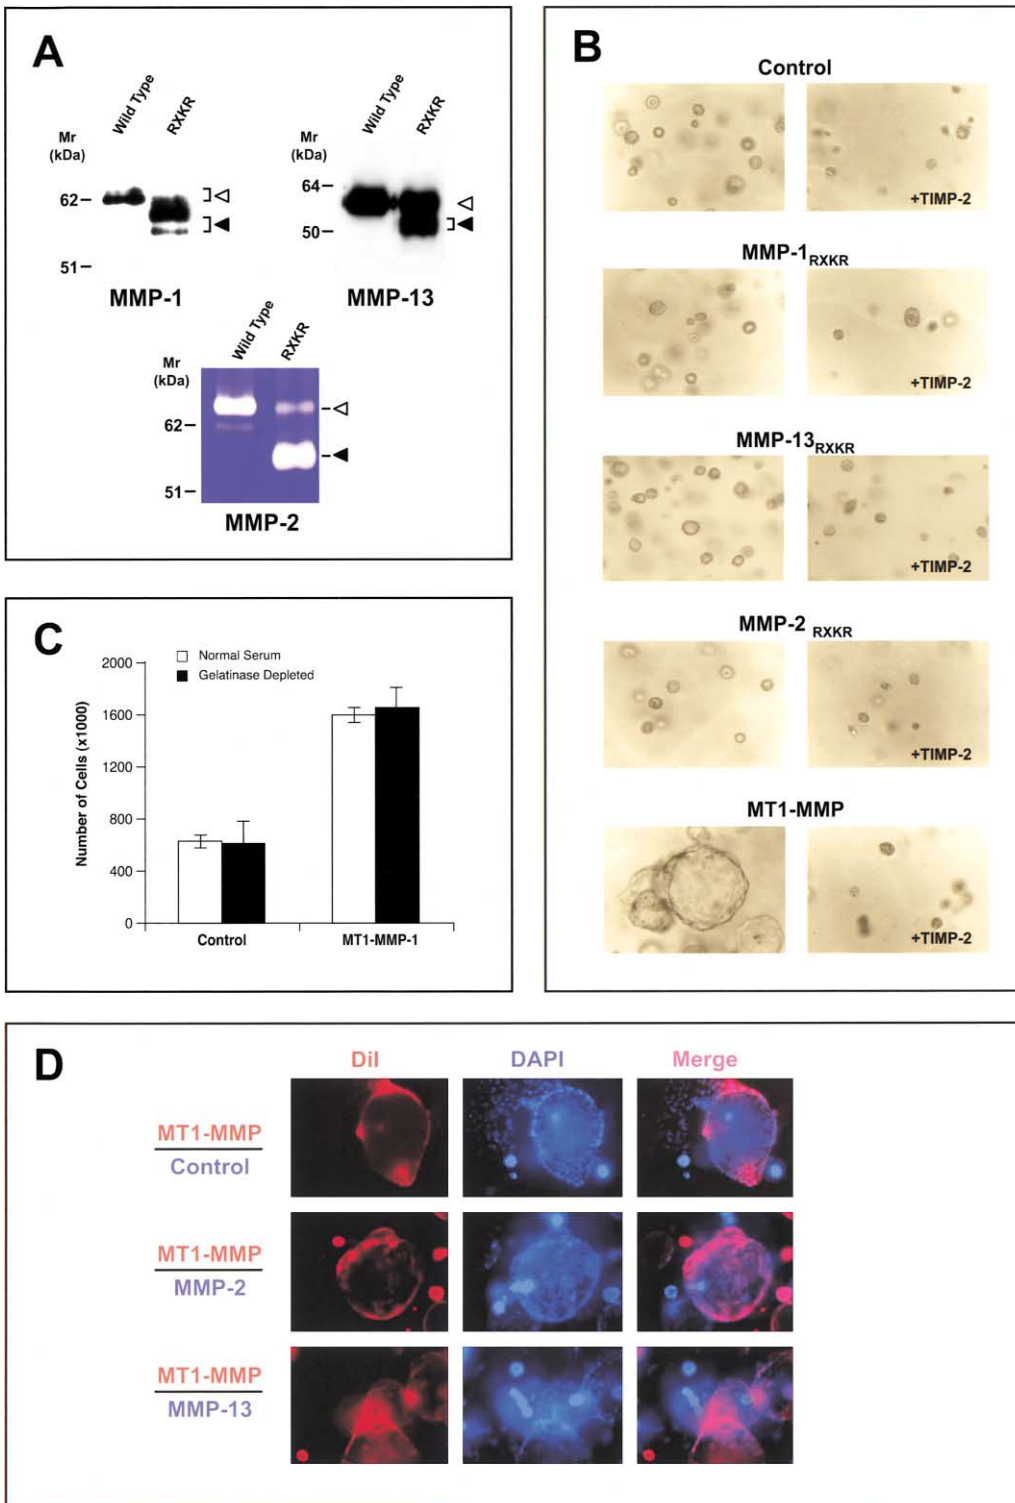 A
Wild Type
RXKR
Mr
(kDa)
62
51
MMP-1
Wild Type
RXKR
Mr
(kDa)
64
50
MMP-13
Wild Type
RXKR
Mr
(kDa)
62
51
MMP-2
B
Control
+TIMP-2
MMP-1RXKR
+TIMP-2
MMP-13RXKR
+TIMP-2
MMP-2 RXKR
+TIMP-2
MT1-MMP
+TIMP-2
C
Normal Serum
Gelatinase Depleted
Number of Cells (x1000)
2000
1600
1200
800
400
0
Control
MT1-MMP-1
D
DiI
DAPI
Merge
MT1-MMP
Control
MT1-MMP
MMP-2
MT1-MMP
MMP-13